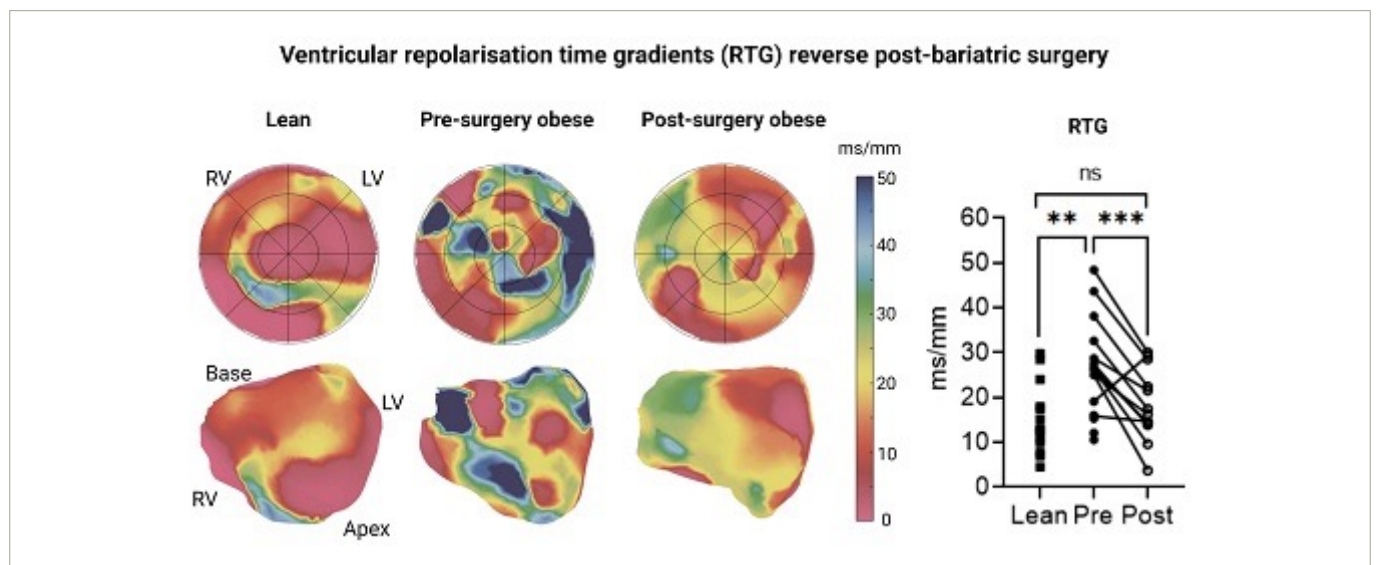 Ventricular repolarisation time gradients (RTG) reverse post-bariatric surgery
Lean
Pre-surgery obese
Post-surgery obese
RV
LV
Base
LV
RV
Apex
ms/mm
50
40
30
20
10
0
RTG
ns
** ***
ms/mm
60
50
40
30
20
10
0
Lean Pre Post